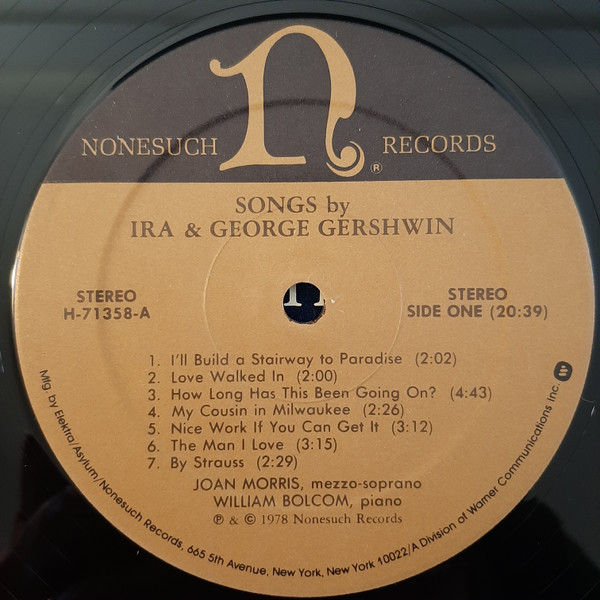 n
NONESUCH RECORDS
®
SONGS by
IRA & GEORGE GERSHWIN
STEREO
H-71358-A
STEREO
SIDE ONE (20:39)
1. I'll Build a Stairway to Paradise (2:02)
2. Love Walked In (2:00)
3. How Long Has This Been Going On? (4:43)
4. My Cousin in Milwaukee (2:26)
5. Nice Work If You Can Get It (3:12)
6. The Man I Love (3:15)
7. By Strauss (2:29)
JOAN MORRIS, mezzo-soprano
WILLIAM BOLCOM, piano
℗ & © 1978 Nonesuch Records
Mfg. by Elektra/Asylum/Nonesuch Records, 665 5th Avenue, New York, New York 10022/A Division of Warner Communications Inc.